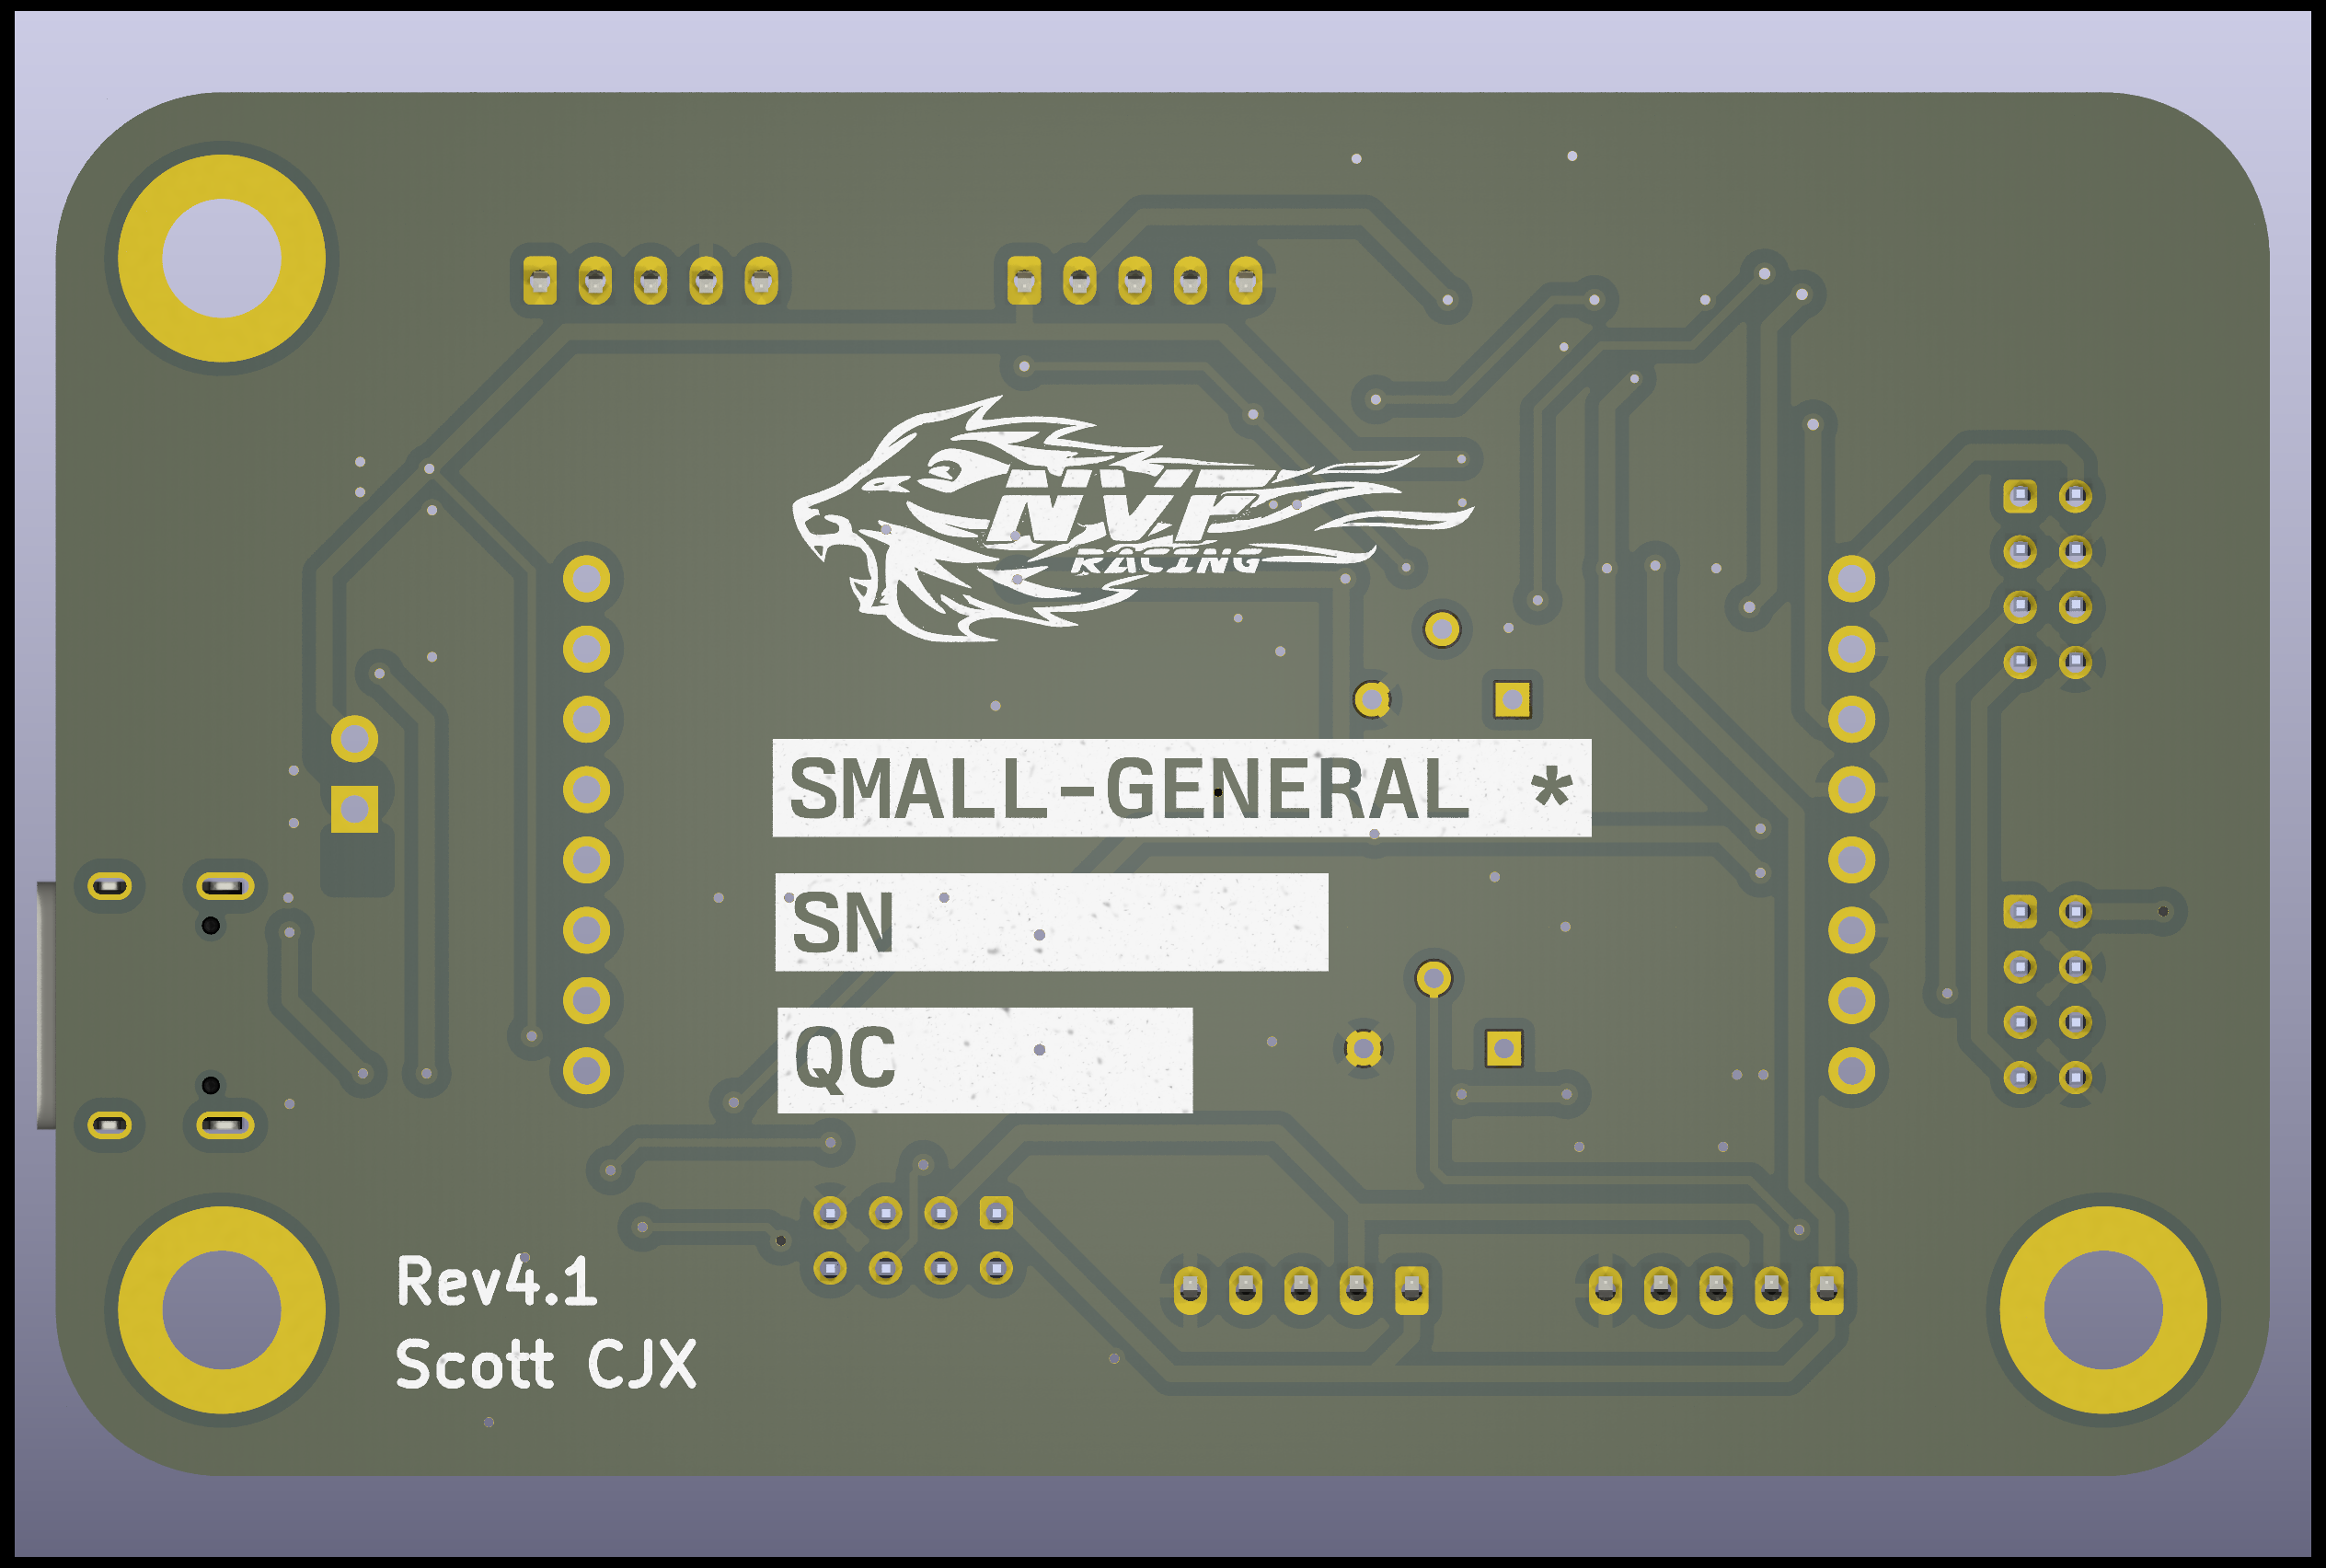 NVP
RACING
SMALL-GENERAL *
SN
QC
Rev4.1
Scott CJX